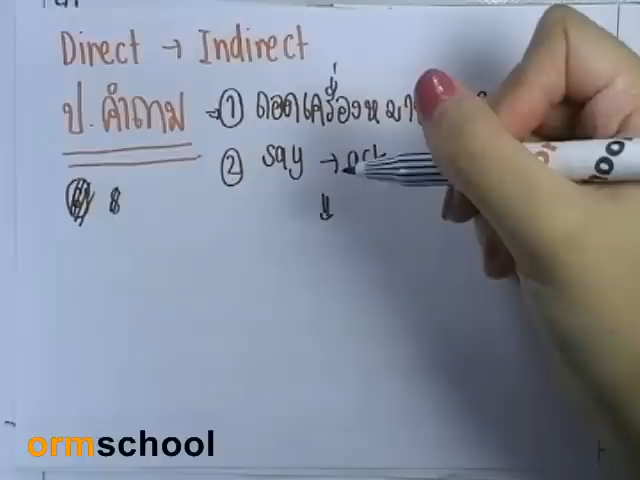 Direct → Indirect
ป. คำถาม → ① ถอดเครื่องหมาย
② say →
ormschool